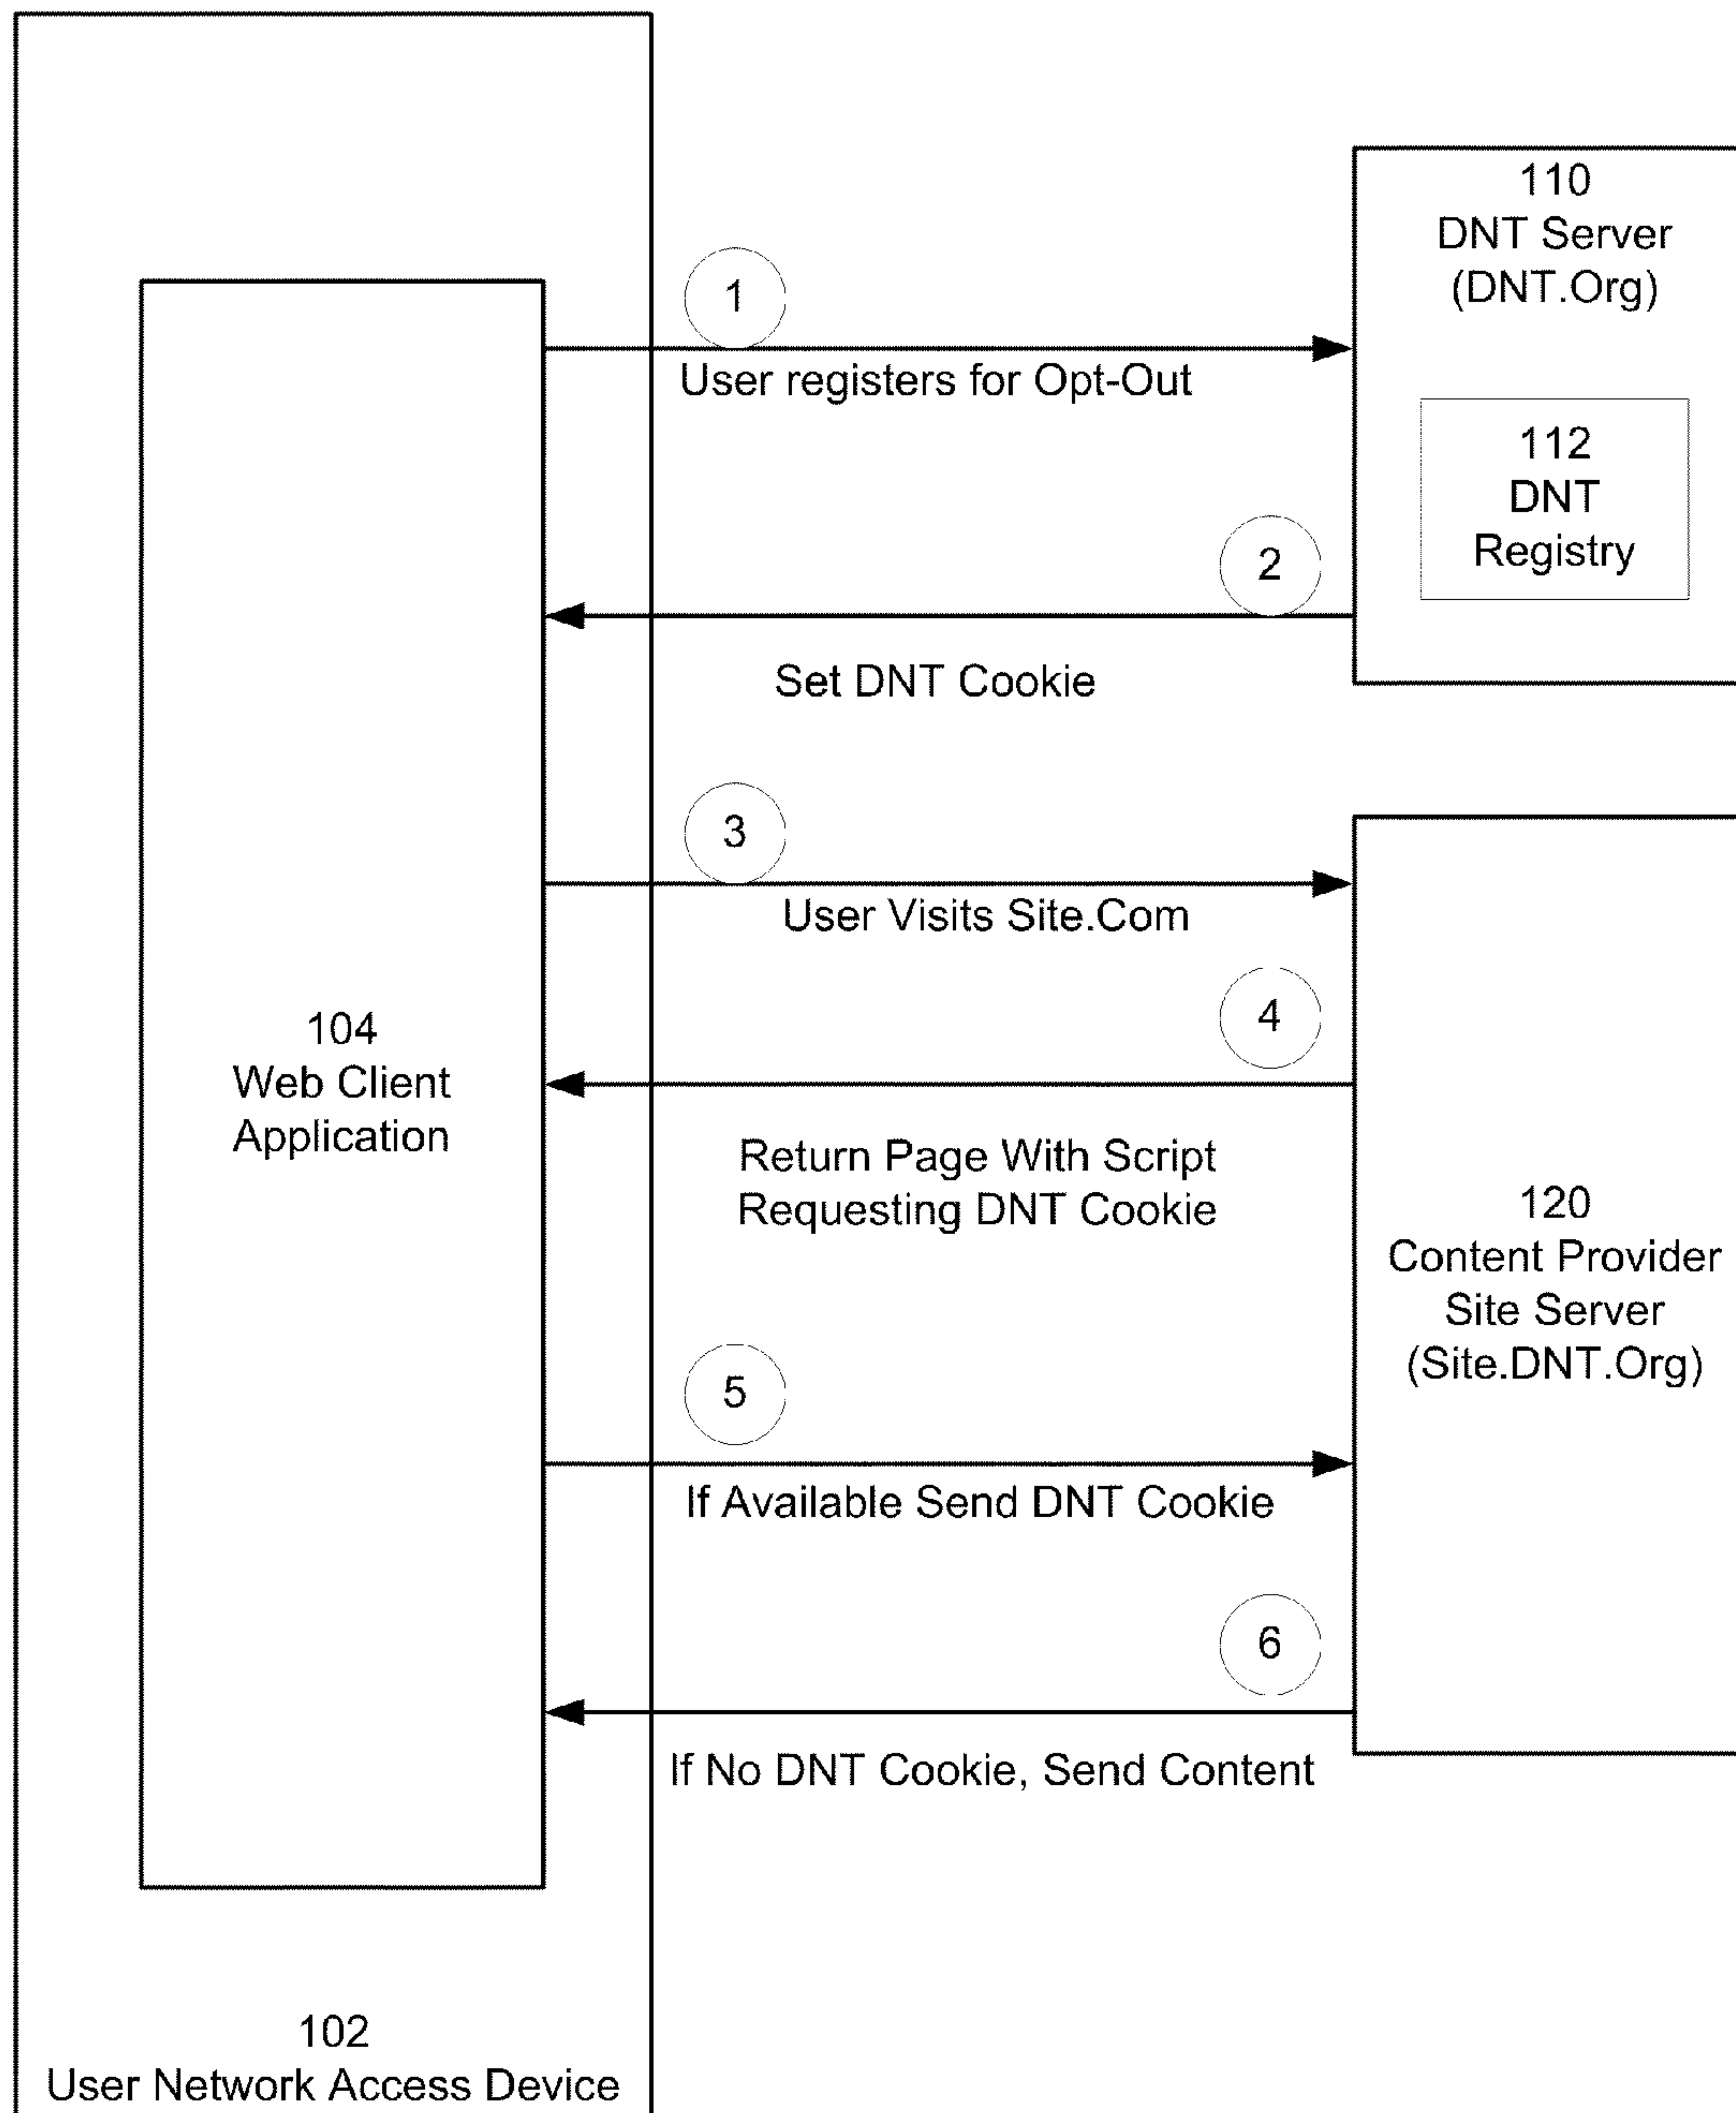 110
DNT Server
(DNT.Org)
1
User registers for Opt-Out
112
DNT
Registry
2
Set DNT Cookie
3
User Visits Site.Com
4
104
Web Client
Application
Return Page With Script
Requesting DNT Cookie
120
Content Provider
Site Server
(Site.DNT.Org)
5
If Available Send DNT Cookie
6
If No DNT Cookie, Send Content
102
User Network Access Device